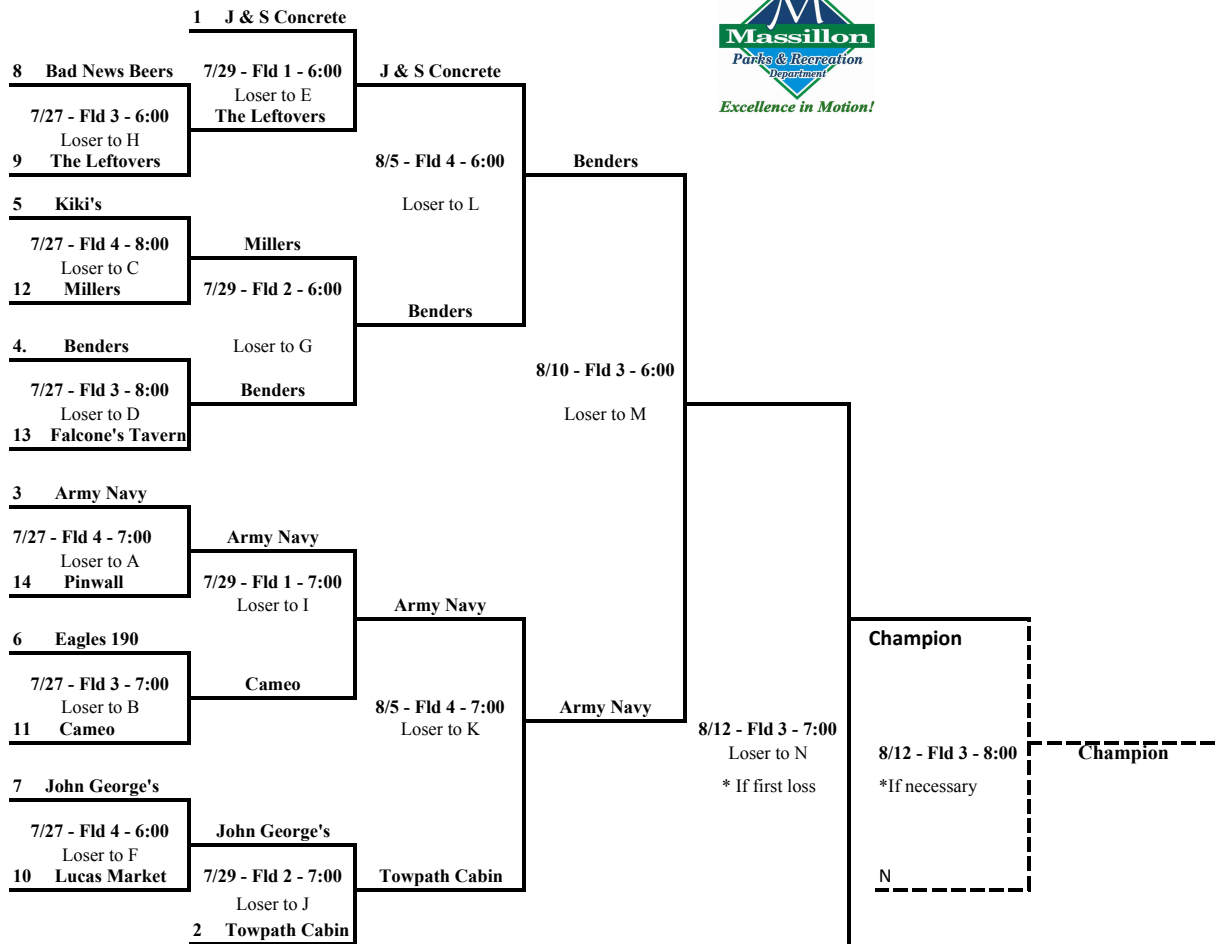 1 J & S Concrete
8 Bad News Beers
7/29 - Fld 1 - 6:00
J & S Concrete
Loser to E
7/27 - Fld 3 - 6:00
The Leftovers
Loser to H
9 The Leftovers
8/5 - Fld 4 - 6:00
Benders
5 Kiki's
Loser to L
7/27 - Fld 4 - 8:00
Millers
Loser to C
12 Millers
7/29 - Fld 2 - 6:00
Benders
4. Benders
Loser to G
8/10 - Fld 3 - 6:00
7/27 - Fld 3 - 8:00
Benders
Loser to D
Loser to M
13 Falcone's Tavern
3 Army Navy
7/27 - Fld 4 - 7:00
Army Navy
Loser to A
14 Pinwall
7/29 - Fld 1 - 7:00
Loser to I
Army Navy
6 Eagles 190
Champion
7/27 - Fld 3 - 7:00
Cameo
Loser to B
8/5 - Fld 4 - 7:00
Army Navy
11 Cameo
Loser to K
8/12 - Fld 3 - 7:00
Loser to N
8/12 - Fld 3 - 8:00
Champion
7 John George's
* If first loss
*If necessary
7/27 - Fld 4 - 6:00
John George's
Loser to F
10 Lucas Market
7/29 - Fld 2 - 7:00
Towpath Cabin
N
Loser to J
2 Towpath Cabin
M
Massillon
Parks & Recreation
Department
Excellence in Motion!